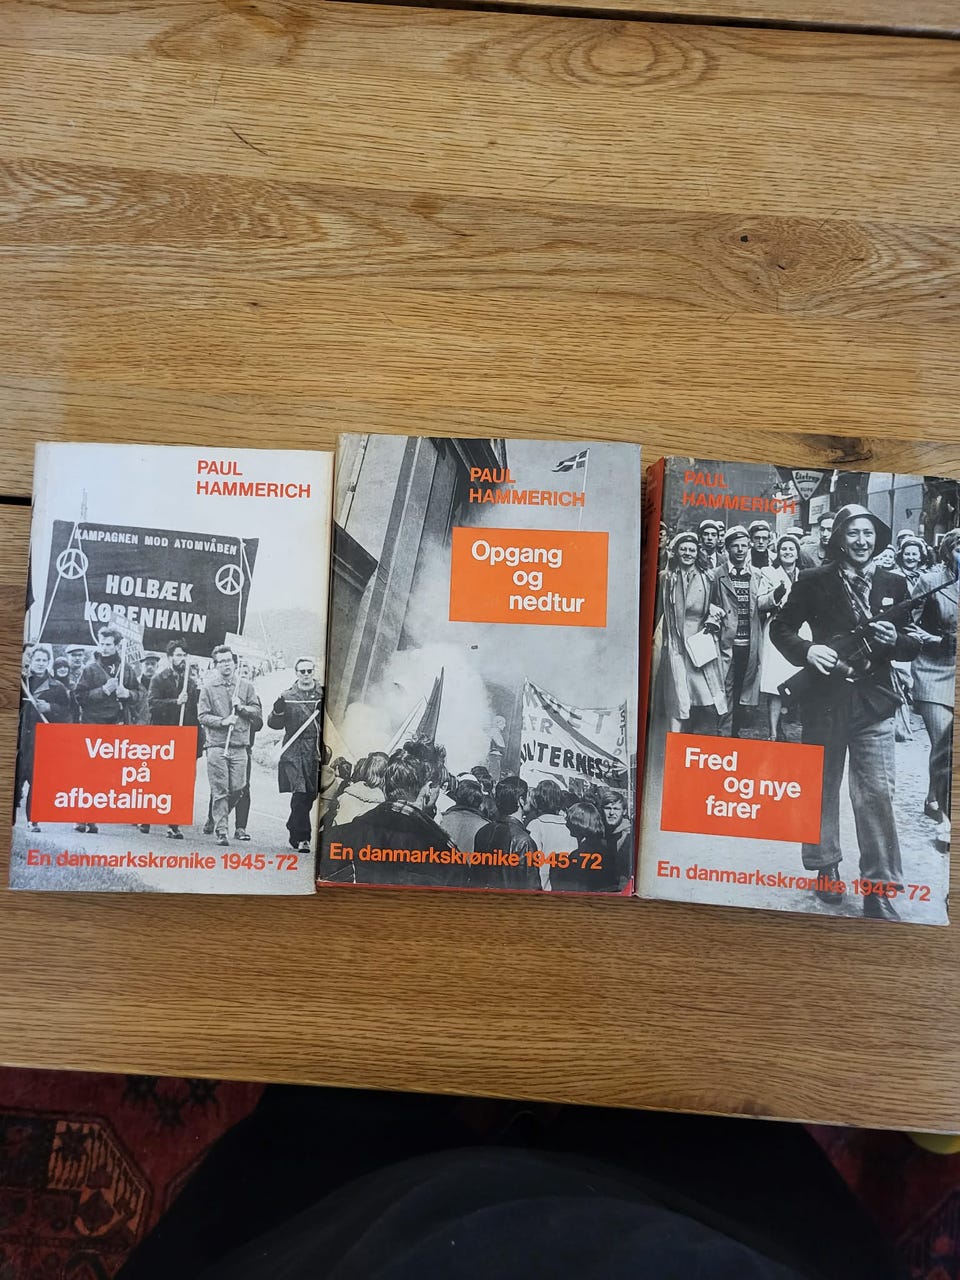 PAUL
HAMMERICH
KAMPAGNEN MOD ATOMVÅBEN
HOLBÆK
KØBENHAVN
Velfærd
på
afbetaling
En danmarkskrønike 1945-72
PAUL
HAMMERICH
Opgang
og
nedtur
En danmarkskrønike 1945-72
PAUL
HAMMERICH
Fred
og nye
farer
En danmarkskrønike 1945-72